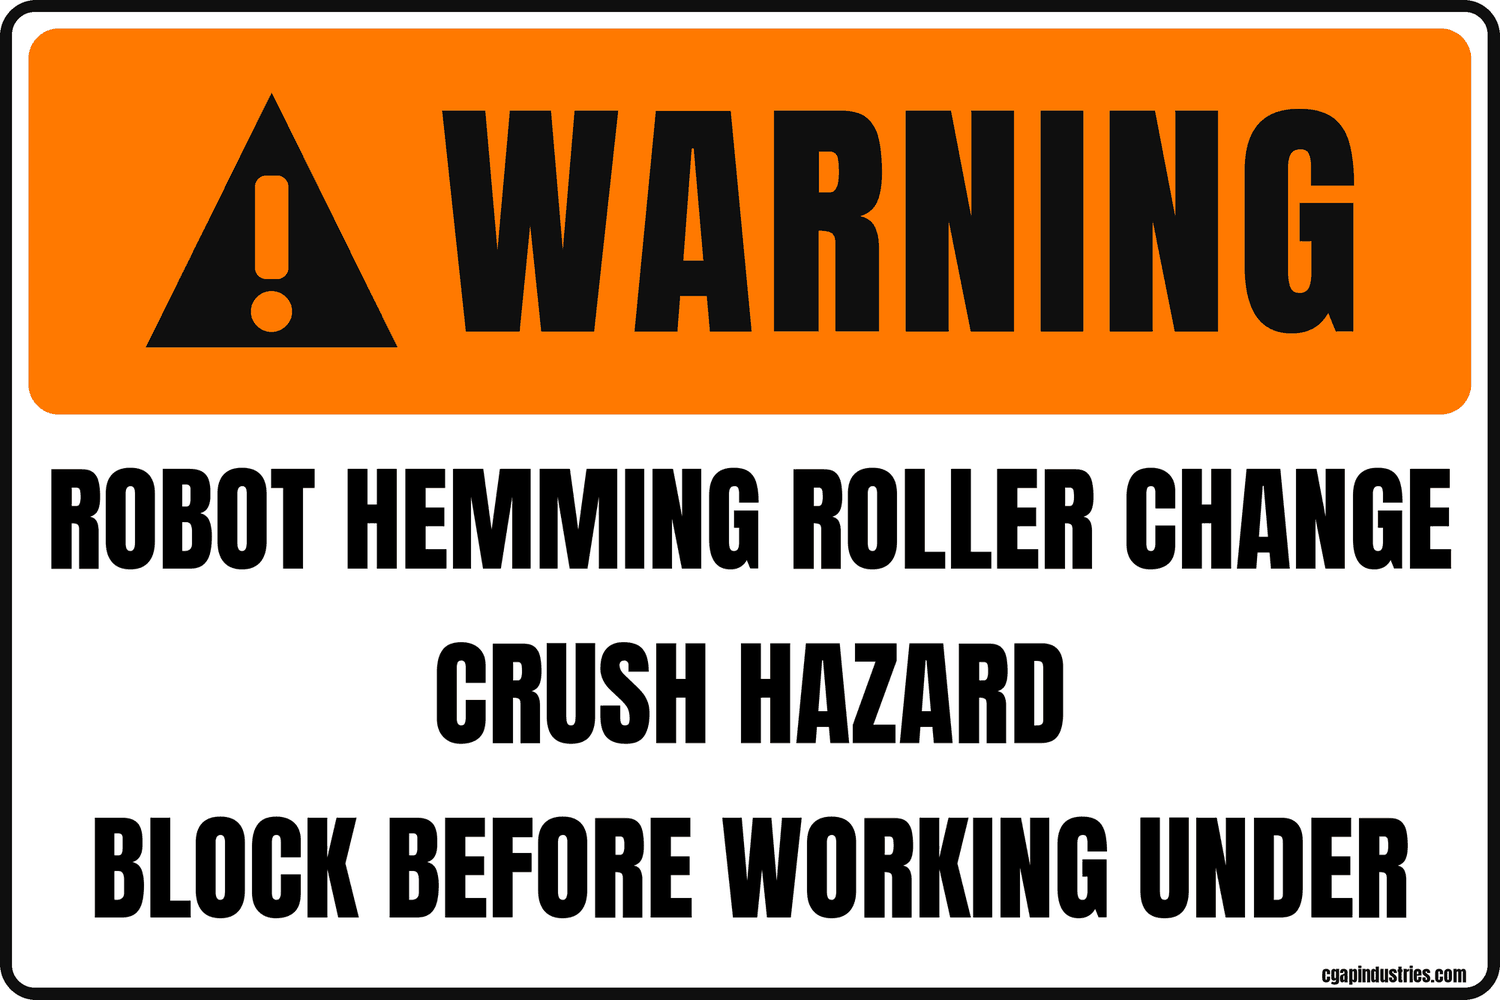 WARNING
ROBOT HEMMING ROLLER CHANGE
CRUSH HAZARD
BLOCK BEFORE WORKING UNDER
cgapindustries.com